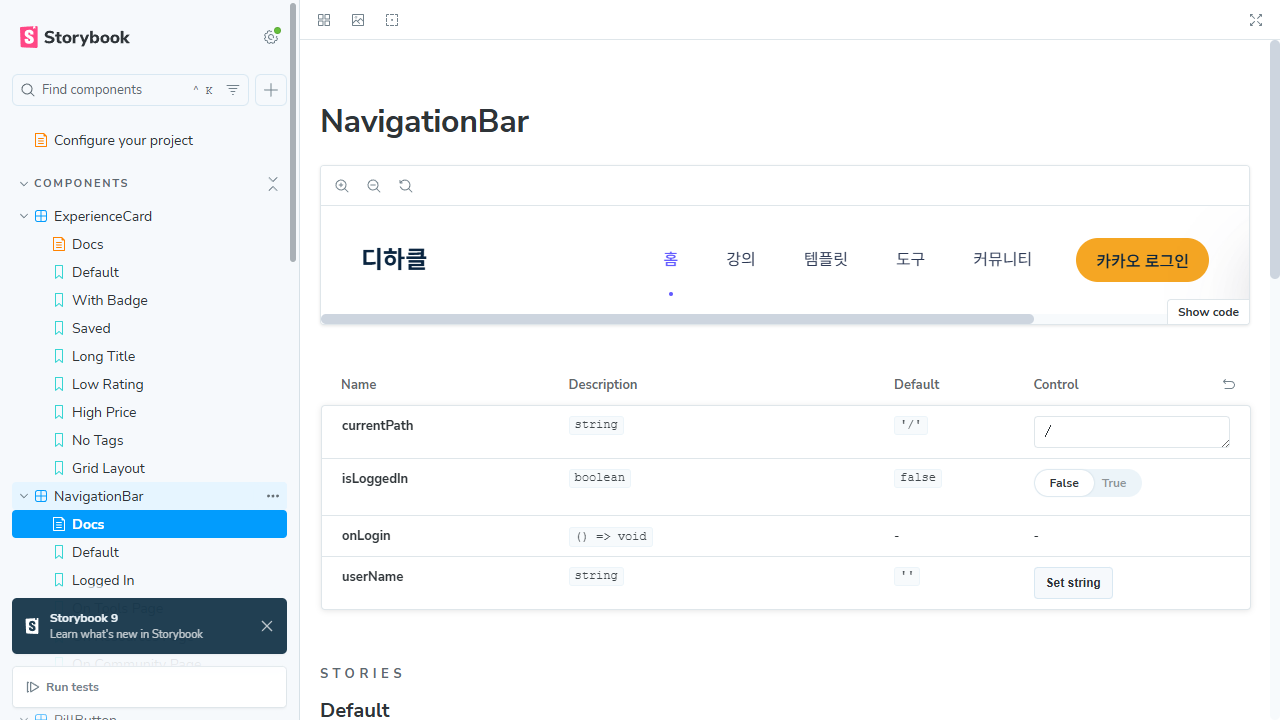 Storybook
Find components
^ K
Configure your project
COMPONENTS
ExperienceCard
Docs
Default
With Badge
Saved
Long Title
Low Rating
High Price
No Tags
Grid Layout
NavigationBar
Docs
Default
Logged In
Storybook 9
Learn what's new in Storybook
On Community Page
Run tests
PillButton
NavigationBar
디하클
홈 강의 템플릿 도구 커뮤니티 카카오 로그인
Show code
Name Description Default Control
currentPath string '/' /
isLoggedIn boolean false False True
onLogin () => void - -
userName string '' Set string
STORIES
Default